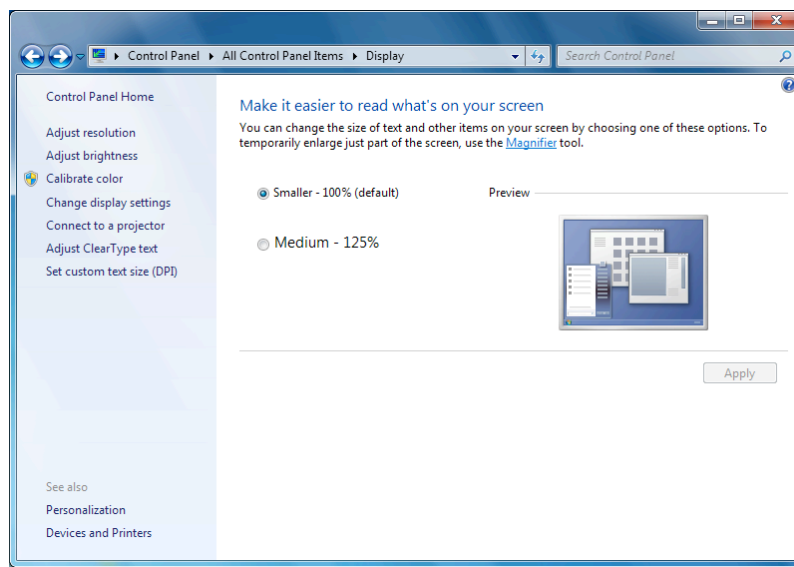 Control Panel ▸ All Control Panel Items ▸ Display
Search Control Panel
Control Panel Home
Adjust resolution
Adjust brightness
Calibrate color
Change display settings
Connect to a projector
Adjust ClearType text
Set custom text size (DPI)
See also
Personalization
Devices and Printers
Make it easier to read what's on your screen
You can change the size of text and other items on your screen by choosing one of these options. To
temporarily enlarge just part of the screen, use the Magnifier tool.
Smaller - 100% (default)
Preview
Medium - 125%
Apply